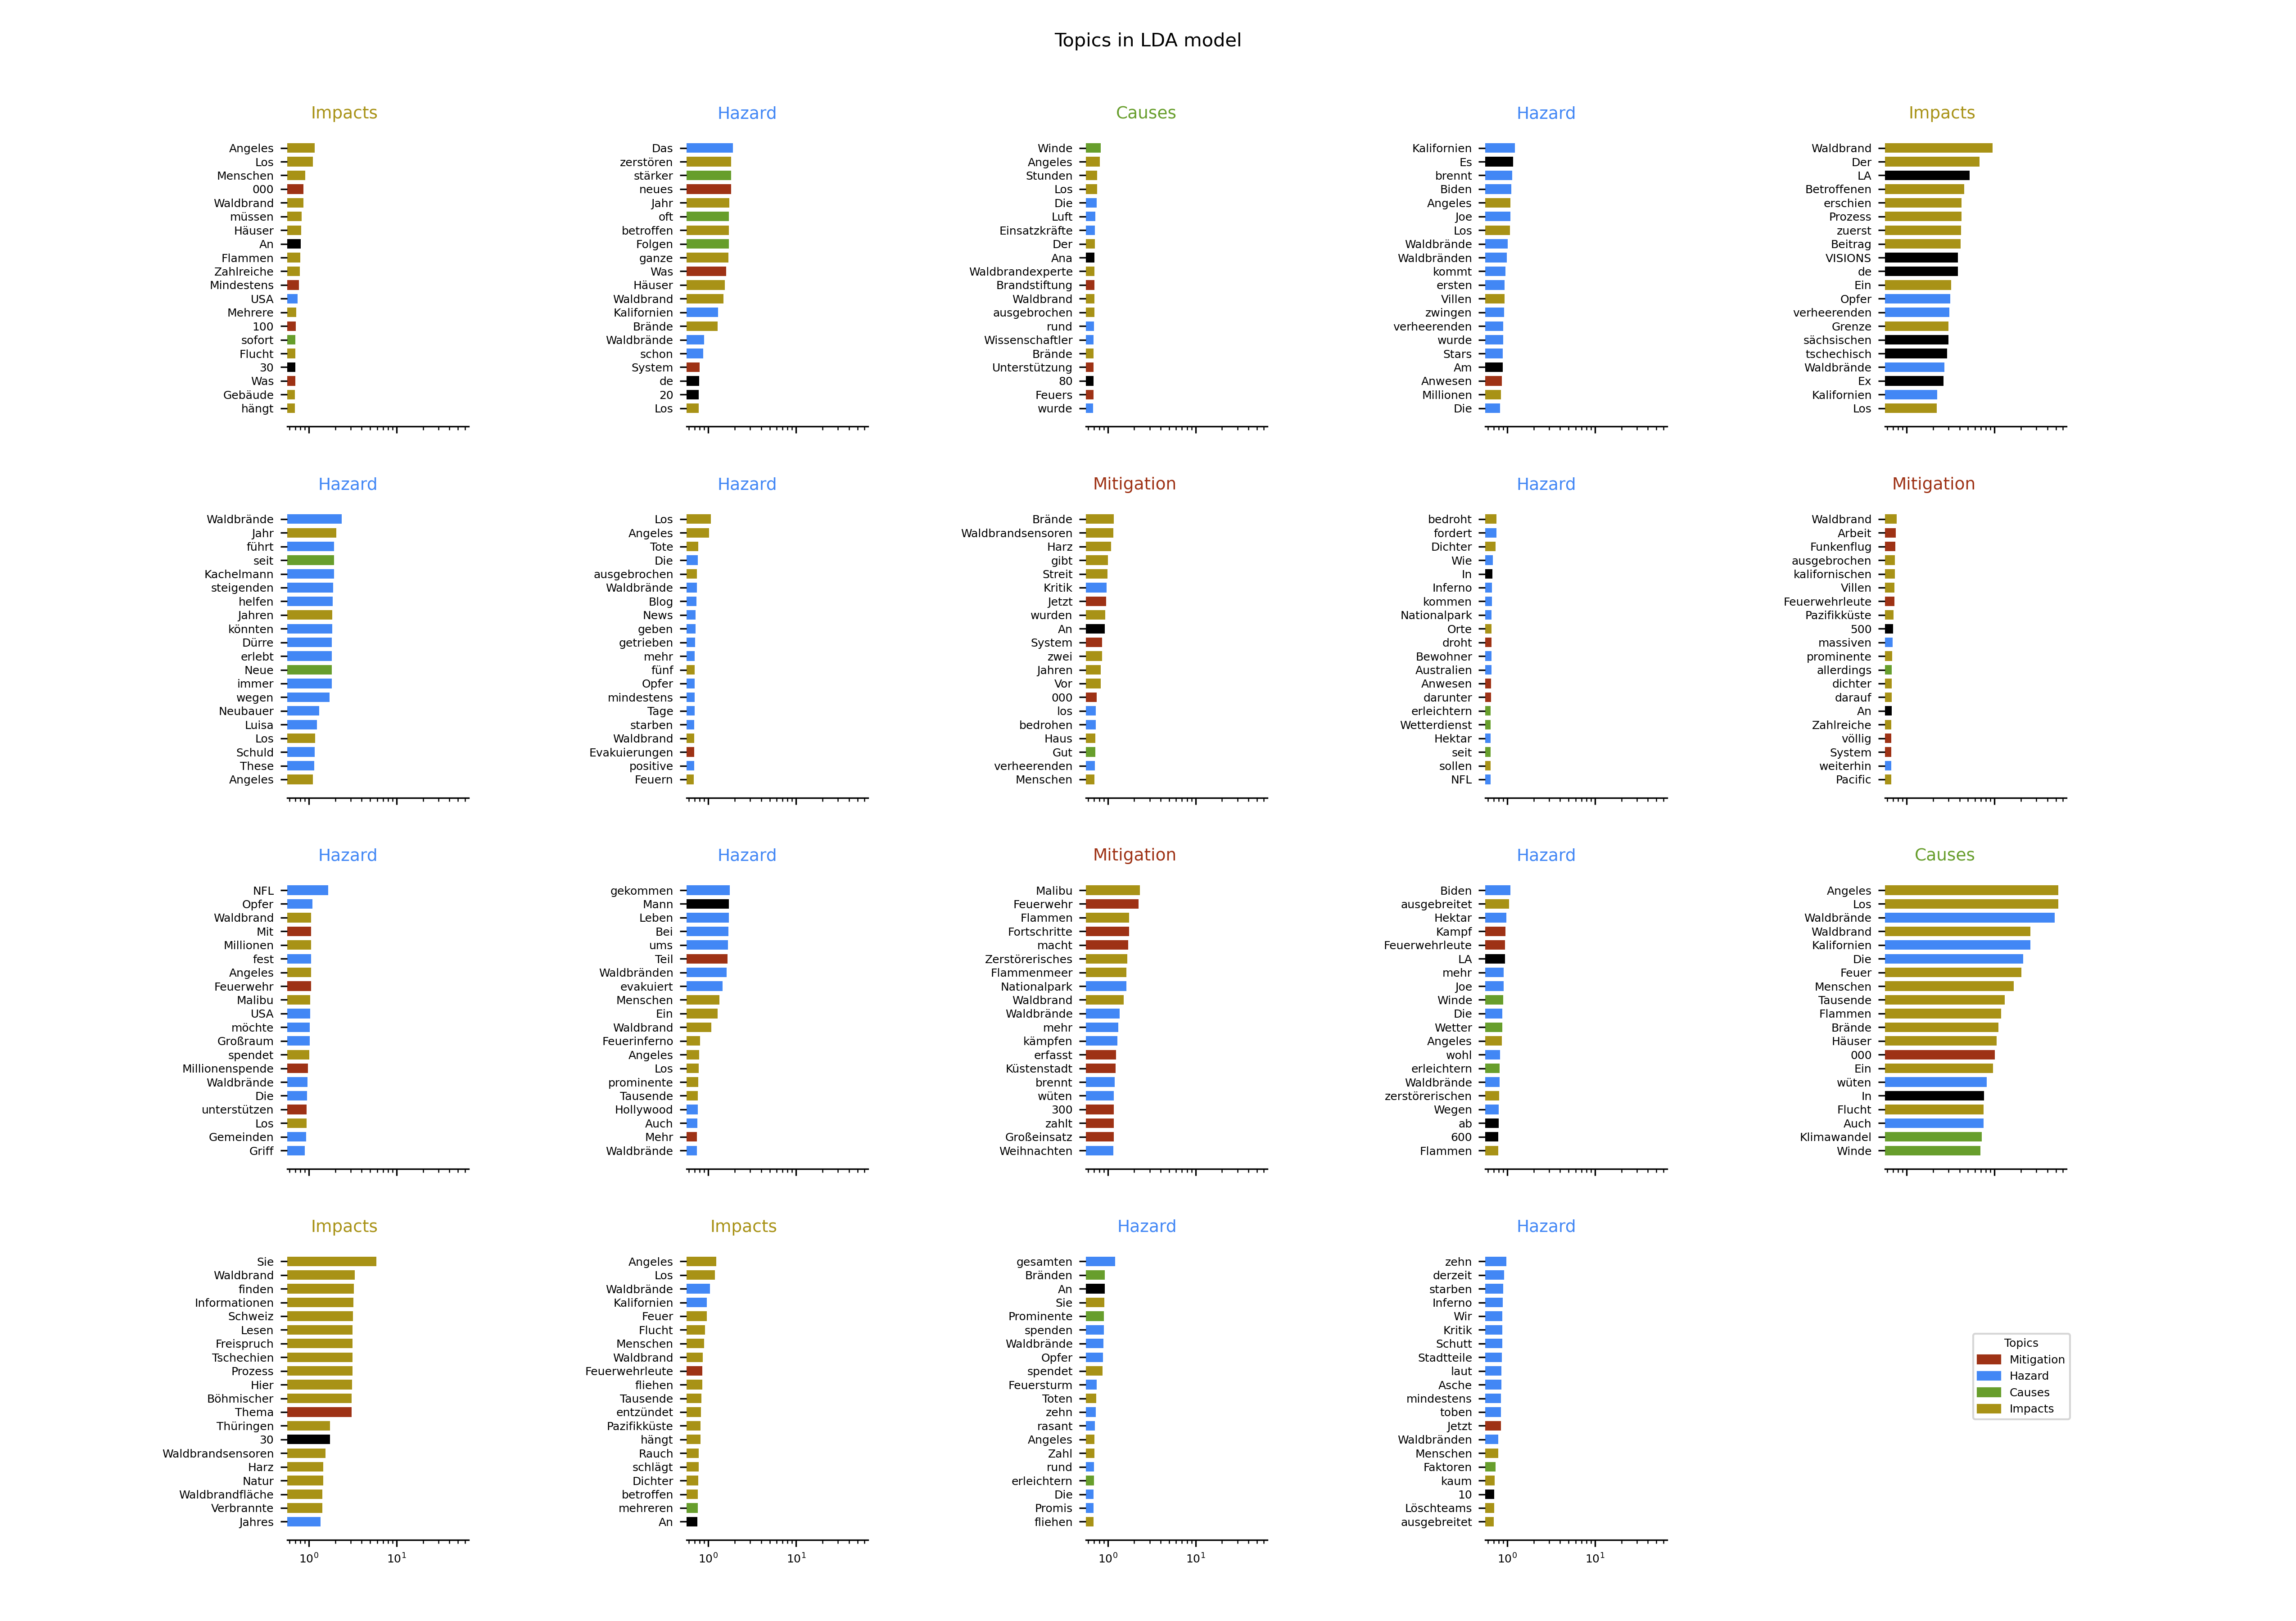 Topics in LDA model
Impacts
Angeles
Los
Menschen
000
Waldbrand
müssen
Häuser
An
Flammen
Zahlreiche
Mindestens
USA
Mehrere
100
sofort
Flucht
30
Was
Gebäude
hängt
Hazard
Das
zerstören
stärker
neues
Jahr
oft
betroffen
Folgen
ganze
Was
Häuser
Waldbrand
Kalifornien
Brände
Waldbrände
schon
System
de
20
Los
Causes
Winde
Angeles
Stunden
Los
Die
Luft
Einsatzkräfte
Der
Ana
Waldbrandexperte
Brandstiftung
Waldbrand
ausgebrochen
rund
Wissenschaftler
Brände
Unterstützung
80
Feuers
wurde
Hazard
Kalifornien
Es
brennt
Biden
Angeles
Joe
Los
Waldbrände
Waldbränden
kommt
ersten
Villen
zwingen
verheerenden
wurde
Stars
Am
Anwesen
Millionen
Die
Impacts
Waldbrand
Der
LA
Betroffenen
erschien
Prozess
zuerst
Beitrag
VISIONS
de
Ein
Opfer
verheerenden
Grenze
sächsischen
tschechisch
Waldbrände
Ex
Kalifornien
Los
Hazard
Waldbrände
Jahr
führt
seit
Kachelmann
steigenden
helfen
Jahren
könnten
Dürre
erlebt
Neue
immer
wegen
Neubauer
Luisa
Los
Schuld
These
Angeles
Hazard
Los
Angeles
Tote
Die
ausgebrochen
Waldbrände
Blog
News
geben
getrieben
mehr
fünf
Opfer
mindestens
Tage
starben
Waldbrand
Evakuierungen
positive
Feuern
Mitigation
Brände
Waldbrandsensoren
Harz
gibt
Streit
Kritik
Jetzt
wurden
An
System
zwei
Jahren
Vor
000
los
bedrohen
Haus
Gut
verheerenden
Menschen
Hazard
bedroht
fordert
Dichter
Wie
In
Inferno
kommen
Nationalpark
Orte
droht
Bewohner
Australien
Anwesen
darunter
erleichtern
Wetterdienst
Hektar
seit
sollen
NFL
Mitigation
Waldbrand
Arbeit
Funkenflug
ausgebrochen
kalifornischen
Villen
Feuerwehrleute
Pazifikküste
500
massiven
prominente
allerdings
dichter
darauf
An
Zahlreiche
völlig
System
weiterhin
Pacific
Hazard
NFL
Opfer
Waldbrand
Mit
Millionen
fest
Angeles
Feuerwehr
Malibu
USA
möchte
Großraum
spendet
Millionenspende
Waldbrände
Die
unterstützen
Los
Gemeinden
Griff
Hazard
gekommen
Mann
Leben
Bei
ums
Teil
Waldbränden
evakuiert
Menschen
Ein
Waldbrand
Feuerinferno
Angeles
Los
prominente
Tausende
Hollywood
Auch
Mehr
Waldbrände
Mitigation
Malibu
Feuerwehr
Flammen
Fortschritte
macht
Zerstörerisches
Flammenmeer
Nationalpark
Waldbrand
Waldbrände
mehr
kämpfen
erfasst
Küstenstadt
brennt
wüten
300
zahlt
Großeinsatz
Weihnachten
Hazard
Biden
ausgebreitet
Hektar
Kampf
Feuerwehrleute
LA
mehr
Joe
Winde
Die
Wetter
Angeles
wohl
erleichtern
Waldbrände
zerstörerischen
Wegen
ab
600
Flammen
Causes
Angeles
Los
Waldbrände
Waldbrand
Kalifornien
Die
Feuer
Menschen
Tausende
Flammen
Brände
Häuser
000
Ein
wüten
In
Flucht
Auch
Klimawandel
Winde
Impacts
Sie
Waldbrand
finden
Informationen
Schweiz
Lesen
Freispruch
Tschechien
Prozess
Hier
Böhmischer
Thema
Thüringen
30
Waldbrandsensoren
Harz
Natur
Waldbrandfläche
Verbrannte
Jahres
10⁰ 10¹
Impacts
Angeles
Los
Waldbrände
Kalifornien
Feuer
Flucht
Menschen
Waldbrand
Feuerwehrleute
fliehen
Tausende
entzündet
Pazifikküste
hängt
Rauch
schlägt
Dichter
betroffen
mehreren
An
10⁰ 10¹
Hazard
gesamten
Bränden
An
Sie
Prominente
spenden
Waldbrände
Opfer
spendet
Feuersturm
Toten
zehn
rasant
Angeles
Zahl
rund
erleichtern
Die
Promis
fliehen
10⁰ 10¹
Hazard
zehn
derzeit
starben
Inferno
Wir
Kritik
Schutt
Stadtteile
laut
Asche
mindestens
toben
Jetzt
Waldbränden
Menschen
Faktoren
kaum
10
Löschteams
ausgebreitet
10⁰ 10¹
Topics
Mitigation
Hazard
Causes
Impacts